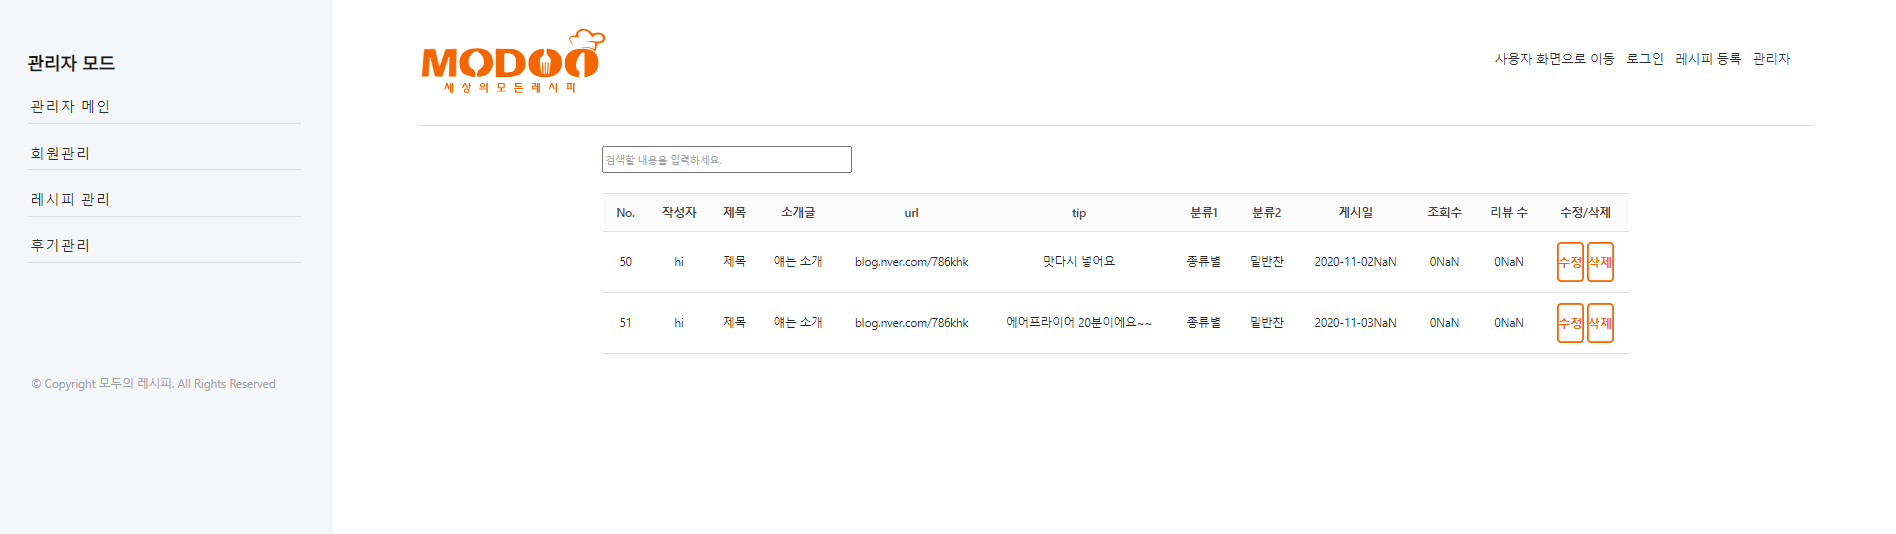 관리자 모드
관리자 메인
회원관리
레시피 관리
후기관리
© Copyright 모두의 레시피. All Rights Reserved
MODOO
세상의모든레시피
사용자 화면으로 이동 로그인 레시피 등록 관리자
검색할 내용을 입력하세요.
No. 작성자 제목 소개글 url tip 분류1 분류2 게시일 조회수 리뷰 수 수정/삭제
50 hi 제목 얘는 소개 blog.nver.com/786khk 맛다시 넣어요 종류별 밑반찬 2020-11-02NaN 0NaN 0NaN 수정 삭제
51 hi 제목 얘는 소개 blog.nver.com/786khk 에어프라이어 20분이에요~~ 종류별 밑반찬 2020-11-03NaN 0NaN 0NaN 수정 삭제